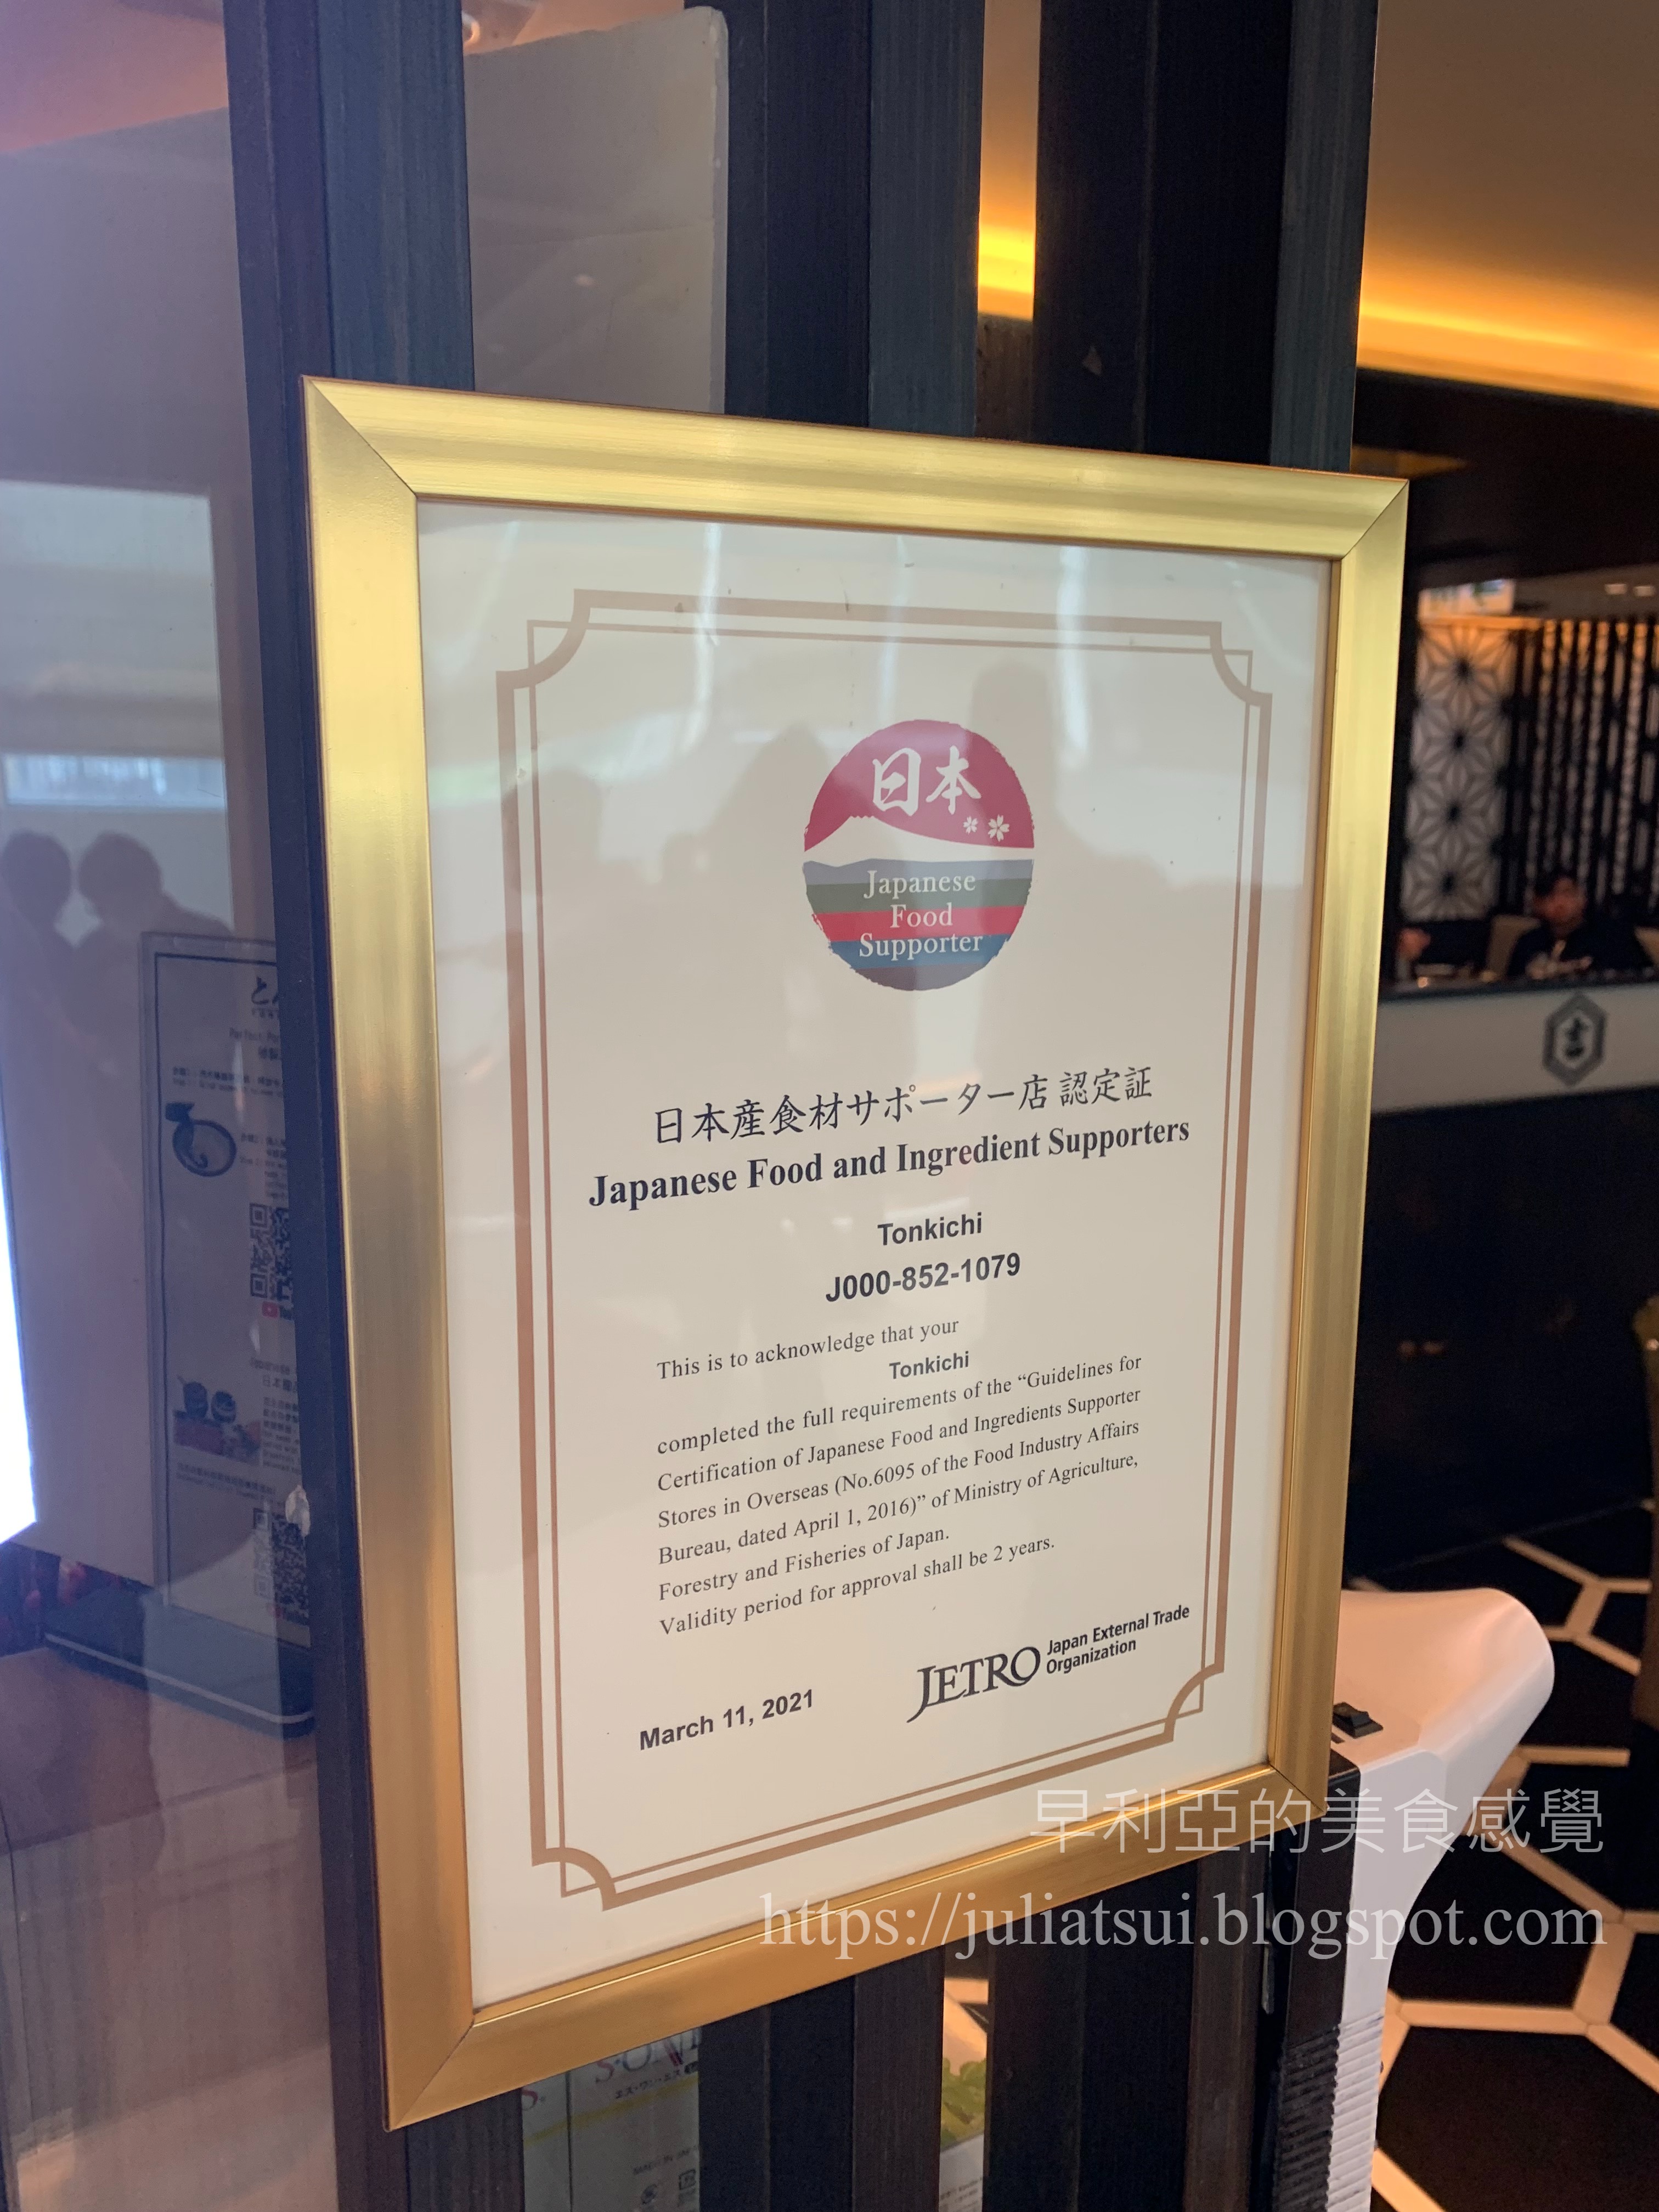 日本
Japanese
Food
Supporter
日本産食材サポーター店 認定証
Japanese Food and Ingredient Supporters
Tonkichi
J000-852-1079
This is to acknowledge that your
Tonkichi
completed the full requirements of the “Guidelines for
Certification of Japanese Food and Ingredients Supporter
Stores in Overseas (No.6095 of the Food Industry Affairs
Bureau, dated April 1, 2016)” of Ministry of Agriculture,
Forestry and Fisheries of Japan.
Validity period for approval shall be 2 years.
March 11, 2021
JETRO Japan External Trade
Organization
早利亞的美食感覺
https://juliatsui.blogspot.com
吉